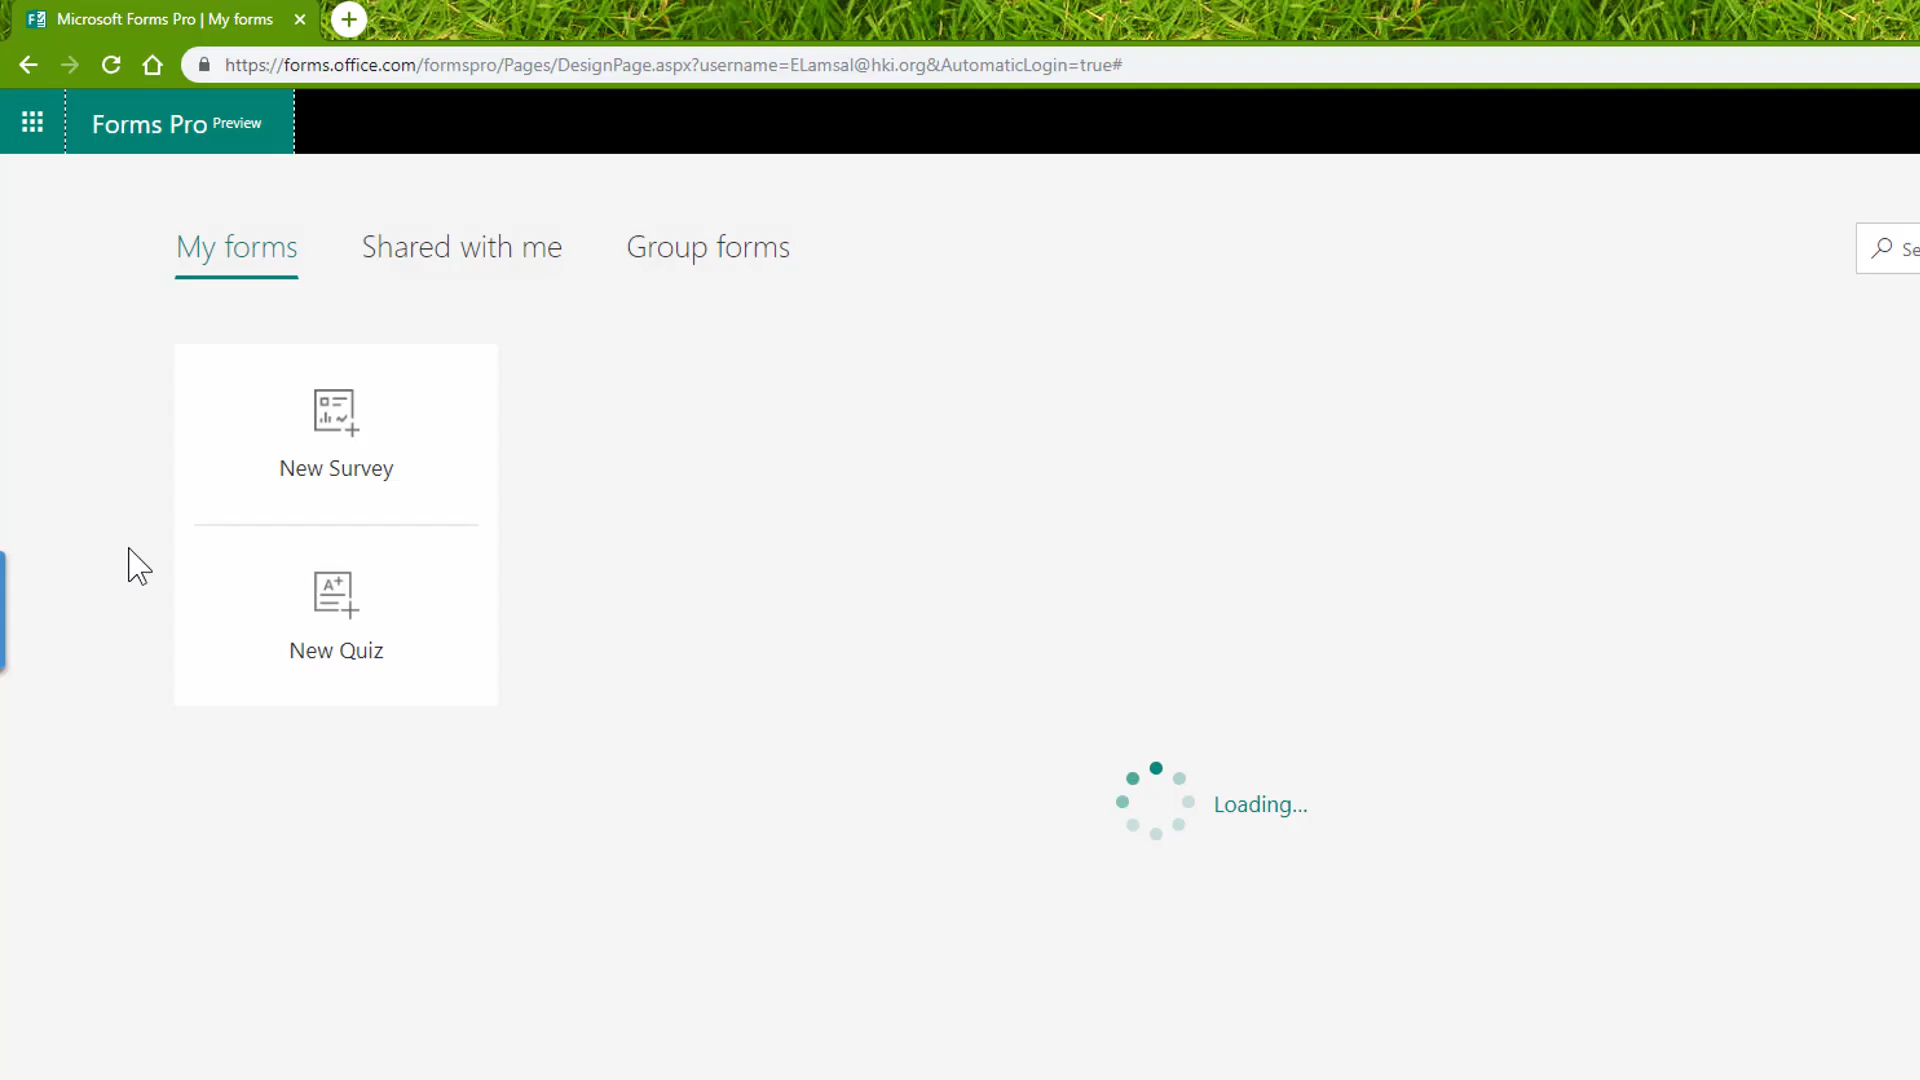 Microsoft Forms Pro | My forms
https://forms.office.com/formspro/Pages/DesignPage.aspx?username=ELamsal@hki.org&AutomaticLogin=true#
Forms Pro Preview
My forms
Shared with me
Group forms
Se
New Survey
A+
New Quiz
Loading...